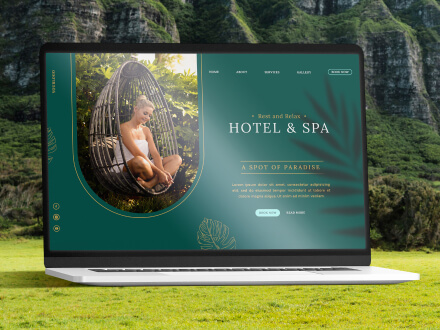 HOME ABOUT SERVICES GALLERY BOOK NOW
Rest and Relax
HOTEL & SPA
A SPOT OF PARADISE
Lorem ipsum dolor sit amet, consectetur adipiscing
elit, sed do eiusmod tempor incididunt ut labore et
dolore magna aliqua
BOOK NOW READ MORE